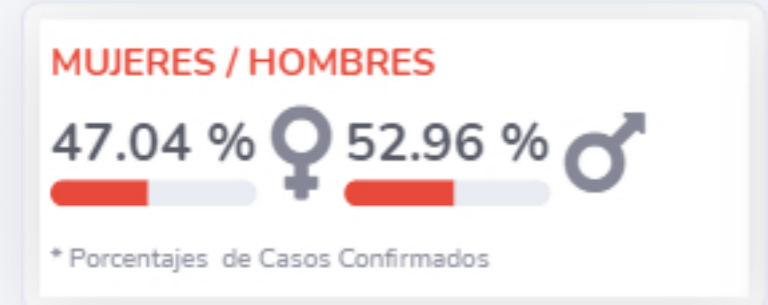 MUJERES / HOMBRES
47.04 % 52.96 %
* Porcentajes de Casos Confirmados